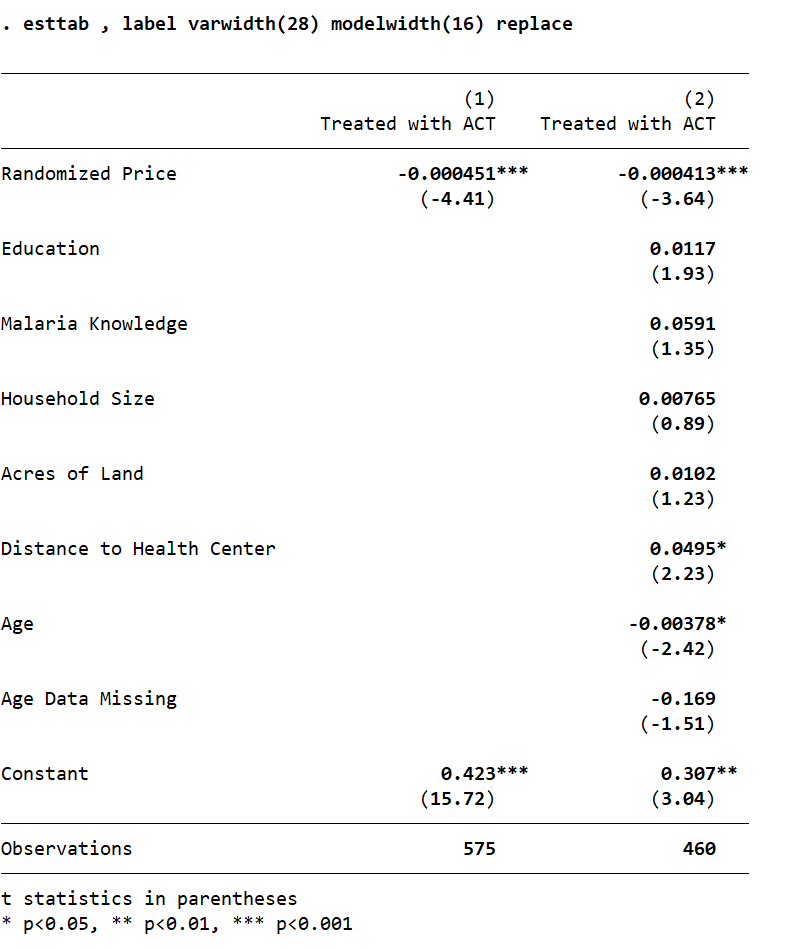 . esttab , label varwidth(28) modelwidth(16) replace
(1) (2)
Treated with ACT Treated with ACT
Randomized Price -0.000451*** -0.000413***
(-4.41) (-3.64)
Education 0.0117
(1.93)
Malaria Knowledge 0.0591
(1.35)
Household Size 0.00765
(0.89)
Acres of Land 0.0102
(1.23)
Distance to Health Center 0.0495*
(2.23)
Age -0.00378*
(-2.42)
Age Data Missing -0.169
(-1.51)
Constant 0.423*** 0.307**
(15.72) (3.04)
Observations 575 460
t statistics in parentheses
* p<0.05, ** p<0.01, *** p<0.001